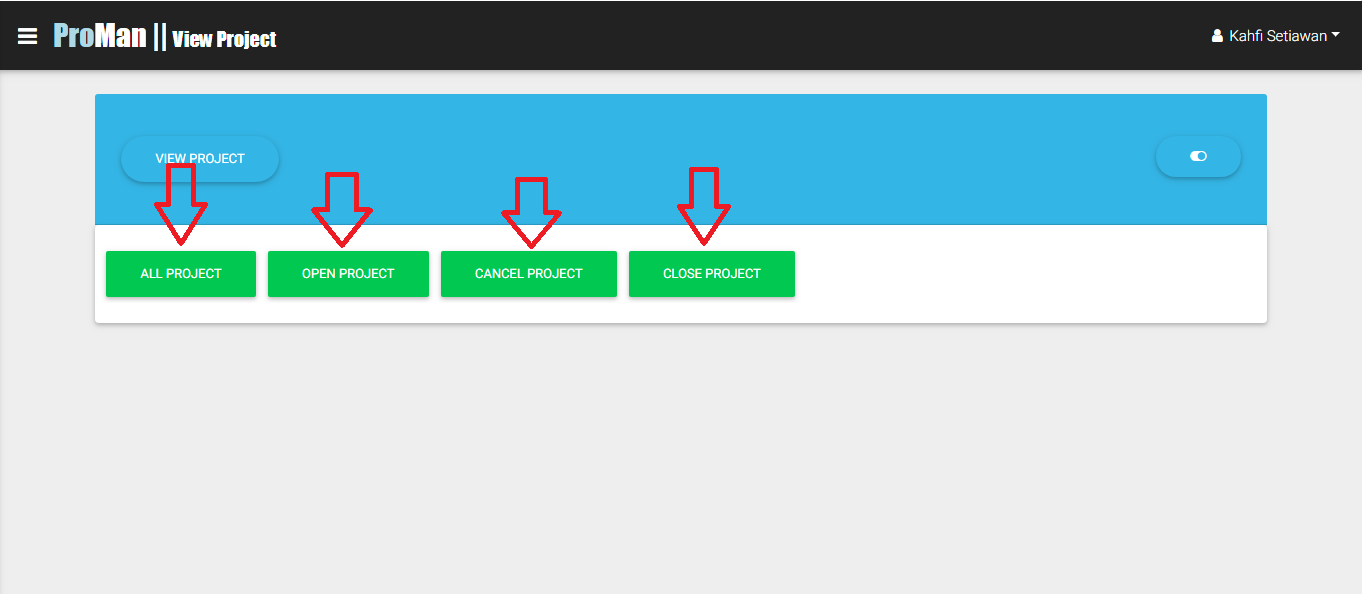 ProMan || View Project
Kahfi Setiawan
VIEW PROJECT
ALL PROJECT
OPEN PROJECT
CANCEL PROJECT
CLOSE PROJECT